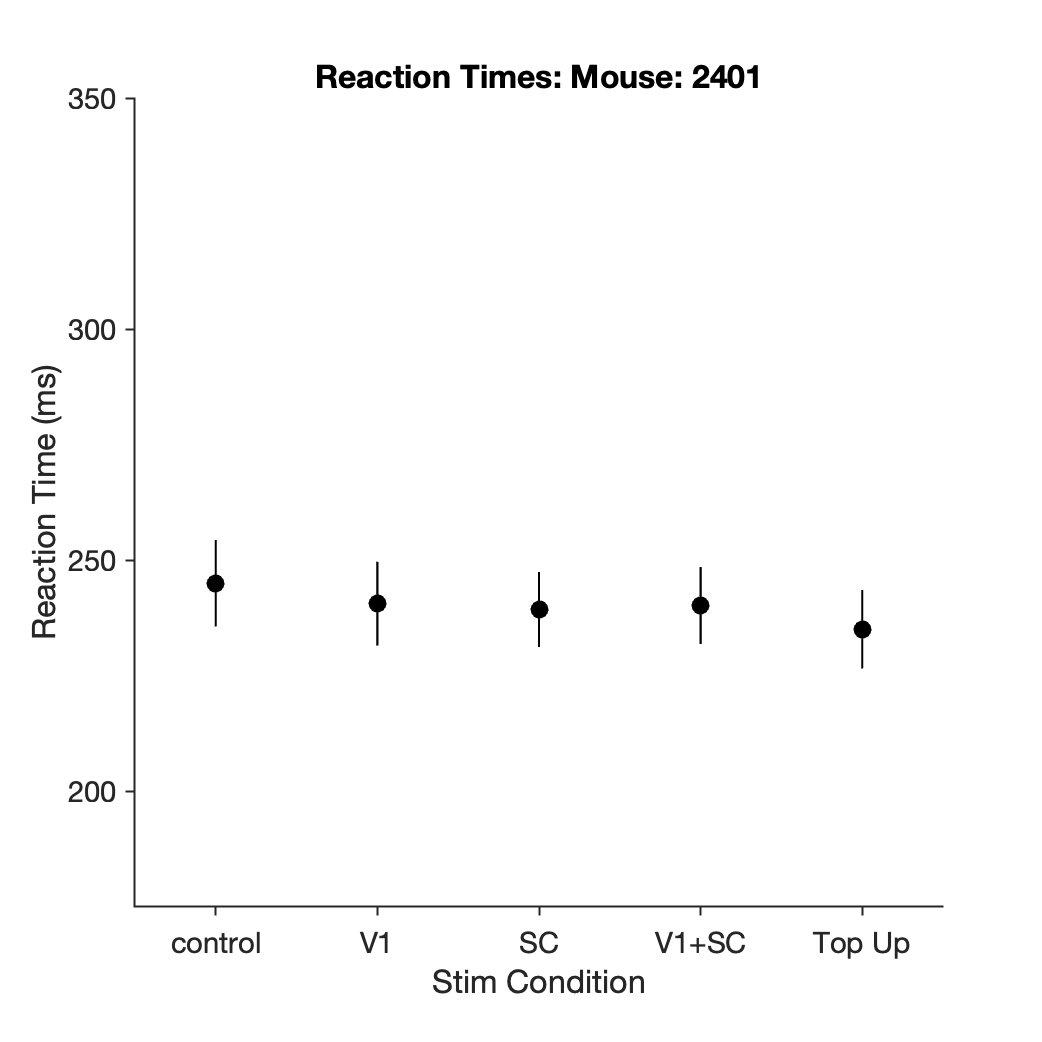 Reaction Times: Mouse: 2401
350
300
250
200
Reaction Time (ms)
control
V1
SC
V1+SC
Top Up
Stim Condition